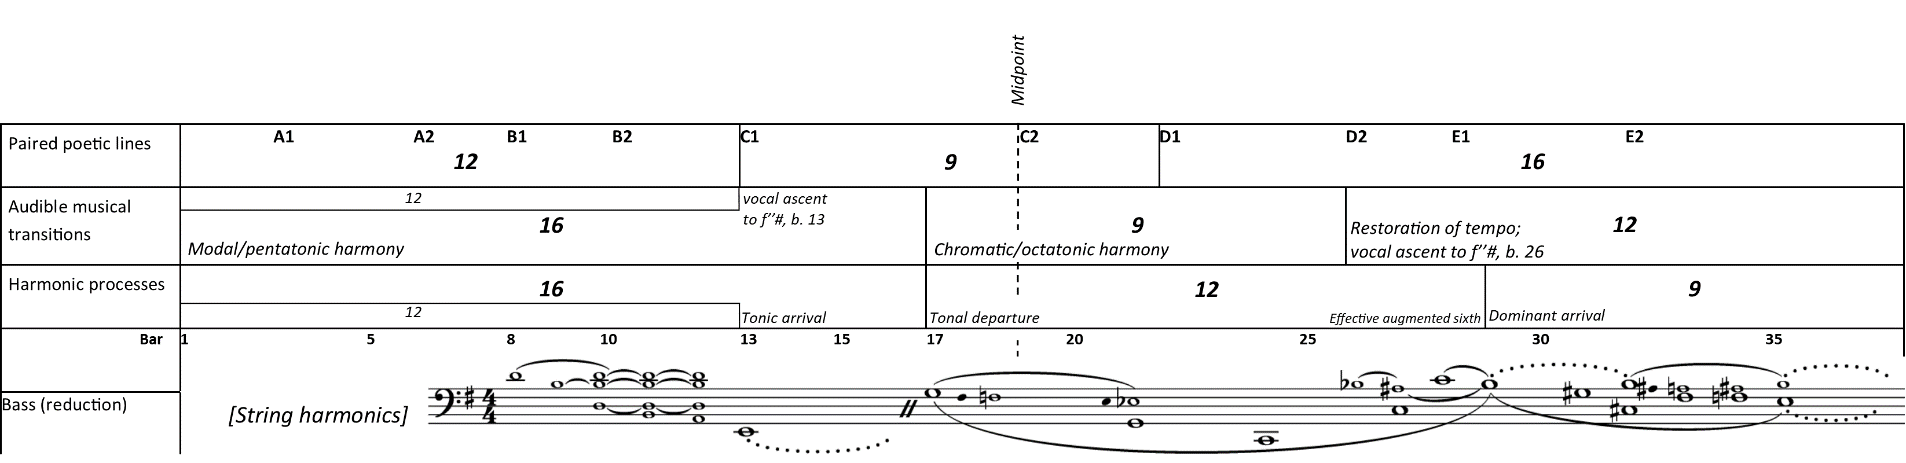 Midpoint
Paired poetic lines
A1 A2 B1 B2 C1 C2 D1 D2 E1 E2
12 9 16
Audible musical
transitions
12
vocal ascent
to f’’#, b. 13
16 9 12
Modal/pentatonic harmony
Chromatic/octatonic harmony
Restoration of tempo;
vocal ascent to f’’#, b. 26
Harmonic processes
16 12 9
12
Tonic arrival
Tonal departure
Effective augmented sixth
Dominant arrival
Bar 1 5 8 10 13 15 17 20 25 30 35
Bass (reduction)
[String harmonics]
4
4